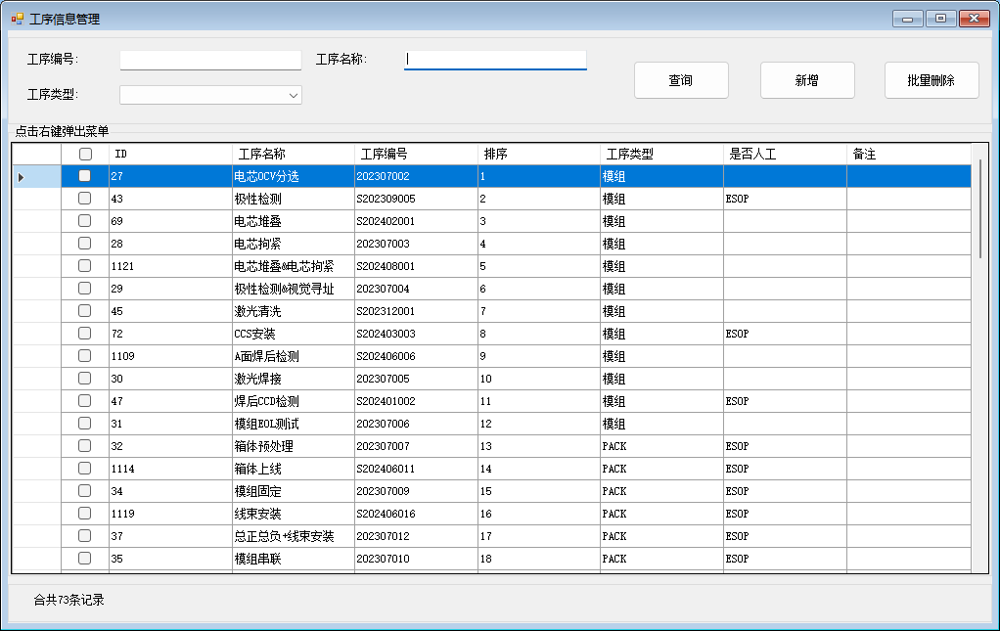 工序信息管理
工序编号:
工序名称:
工序类型:
查询
新增
批量删除
点击右键弹出菜单
ID 工序名称 工序编号 排序 工序类型 是否人工 备注
27 电芯OCV分选 202307002 1 模组
43 极性检测 S202309005 2 模组 ESOP
69 电芯堆叠 S202402001 3 模组
28 电芯拘紧 202307003 4 模组
1121 电芯堆叠&电芯拘紧 S202408001 5 模组
29 极性检测&视觉寻址 202307004 6 模组
45 激光清洗 S202312001 7 模组
72 CCS安装 S202403003 8 模组 ESOP
1109 A面焊后检测 S202406006 9 模组
30 激光焊接 202307005 10 模组
47 焊后CCD检测 S202401002 11 模组 ESOP
31 模组EOL测试 202307006 12 模组
32 箱体预处理 202307007 13 PACK ESOP
1114 箱体上线 S202406011 14 PACK ESOP
34 模组固定 202307009 15 PACK ESOP
1119 线束安装 S202406016 16 PACK ESOP
37 总正总负+线束安装 202307012 17 PACK ESOP
35 模组串联 202307010 18 PACK ESOP
合共73条记录